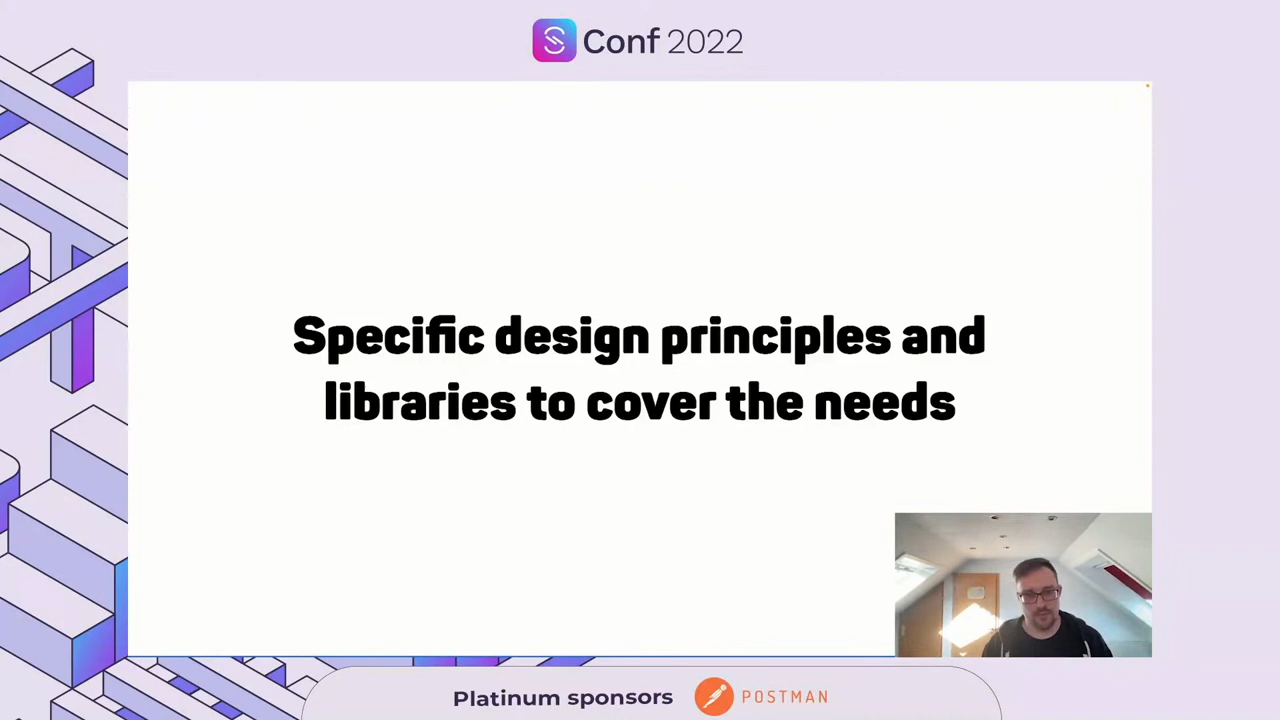 Conf 2022
Specific design principles and
libraries to cover the needs
Platinum sponsors POSTMAN